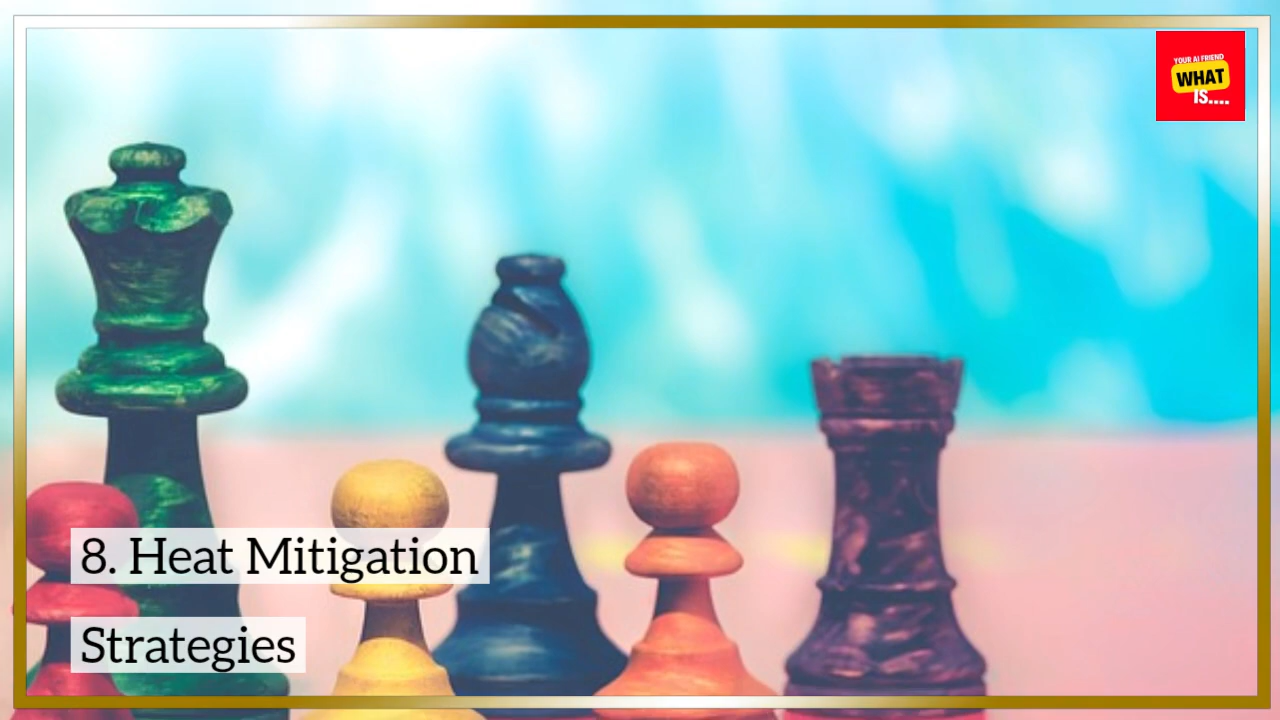 YOUR AI FRIEND
WHAT
IS....
8. Heat Mitigation
Strategies